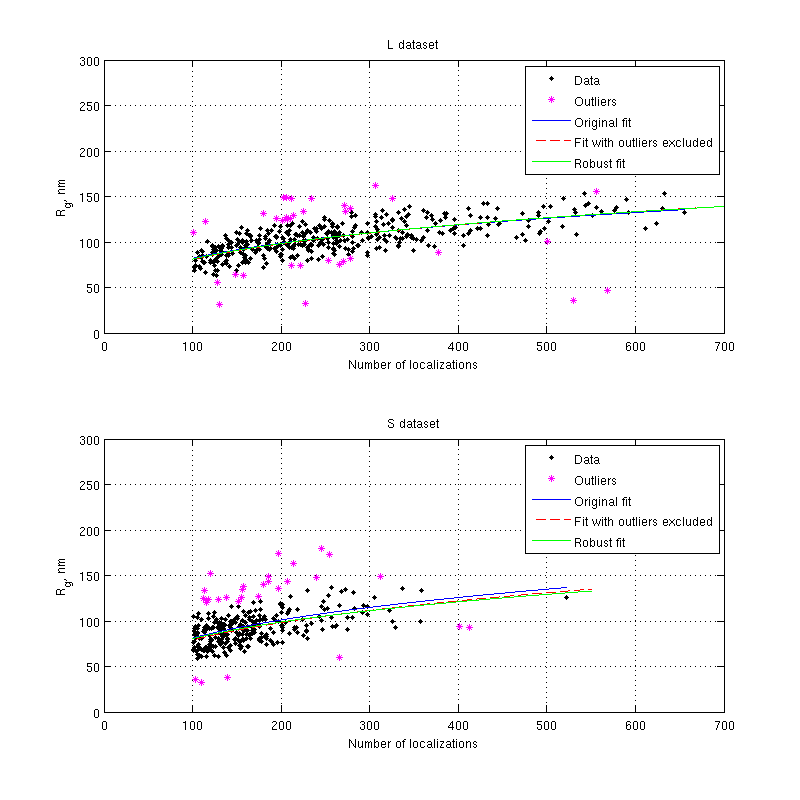 L dataset
300
250
200
150
100
50
0
R_g, nm
Data
Outliers
Original fit
Fit with outliers excluded
Robust fit
0 100 200 300 400 500 600 700
Number of localizations
S dataset
300
250
200
150
100
50
0
R_g, nm
Data
Outliers
Original fit
Fit with outliers excluded
Robust fit
0 100 200 300 400 500 600 700
Number of localizations